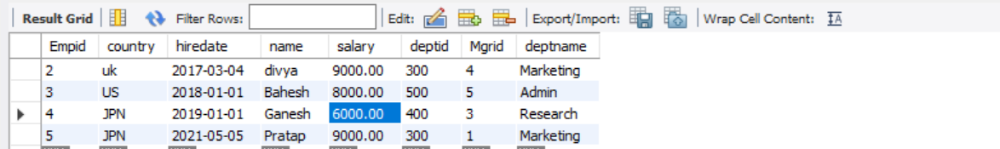 Result Grid Filter Rows: Edit: Export/Import: Wrap Cell Content: IA
Empid country hiredate name salary deptid Mgrid deptname
2 uk 2017-03-04 divya 9000.00 300 4 Marketing
3 US 2018-01-01 Bahesh 8000.00 500 5 Admin
4 JPN 2019-01-01 Ganesh 6000.00 400 3 Research
5 JPN 2021-05-05 Pratap 9000.00 300 1 Marketing